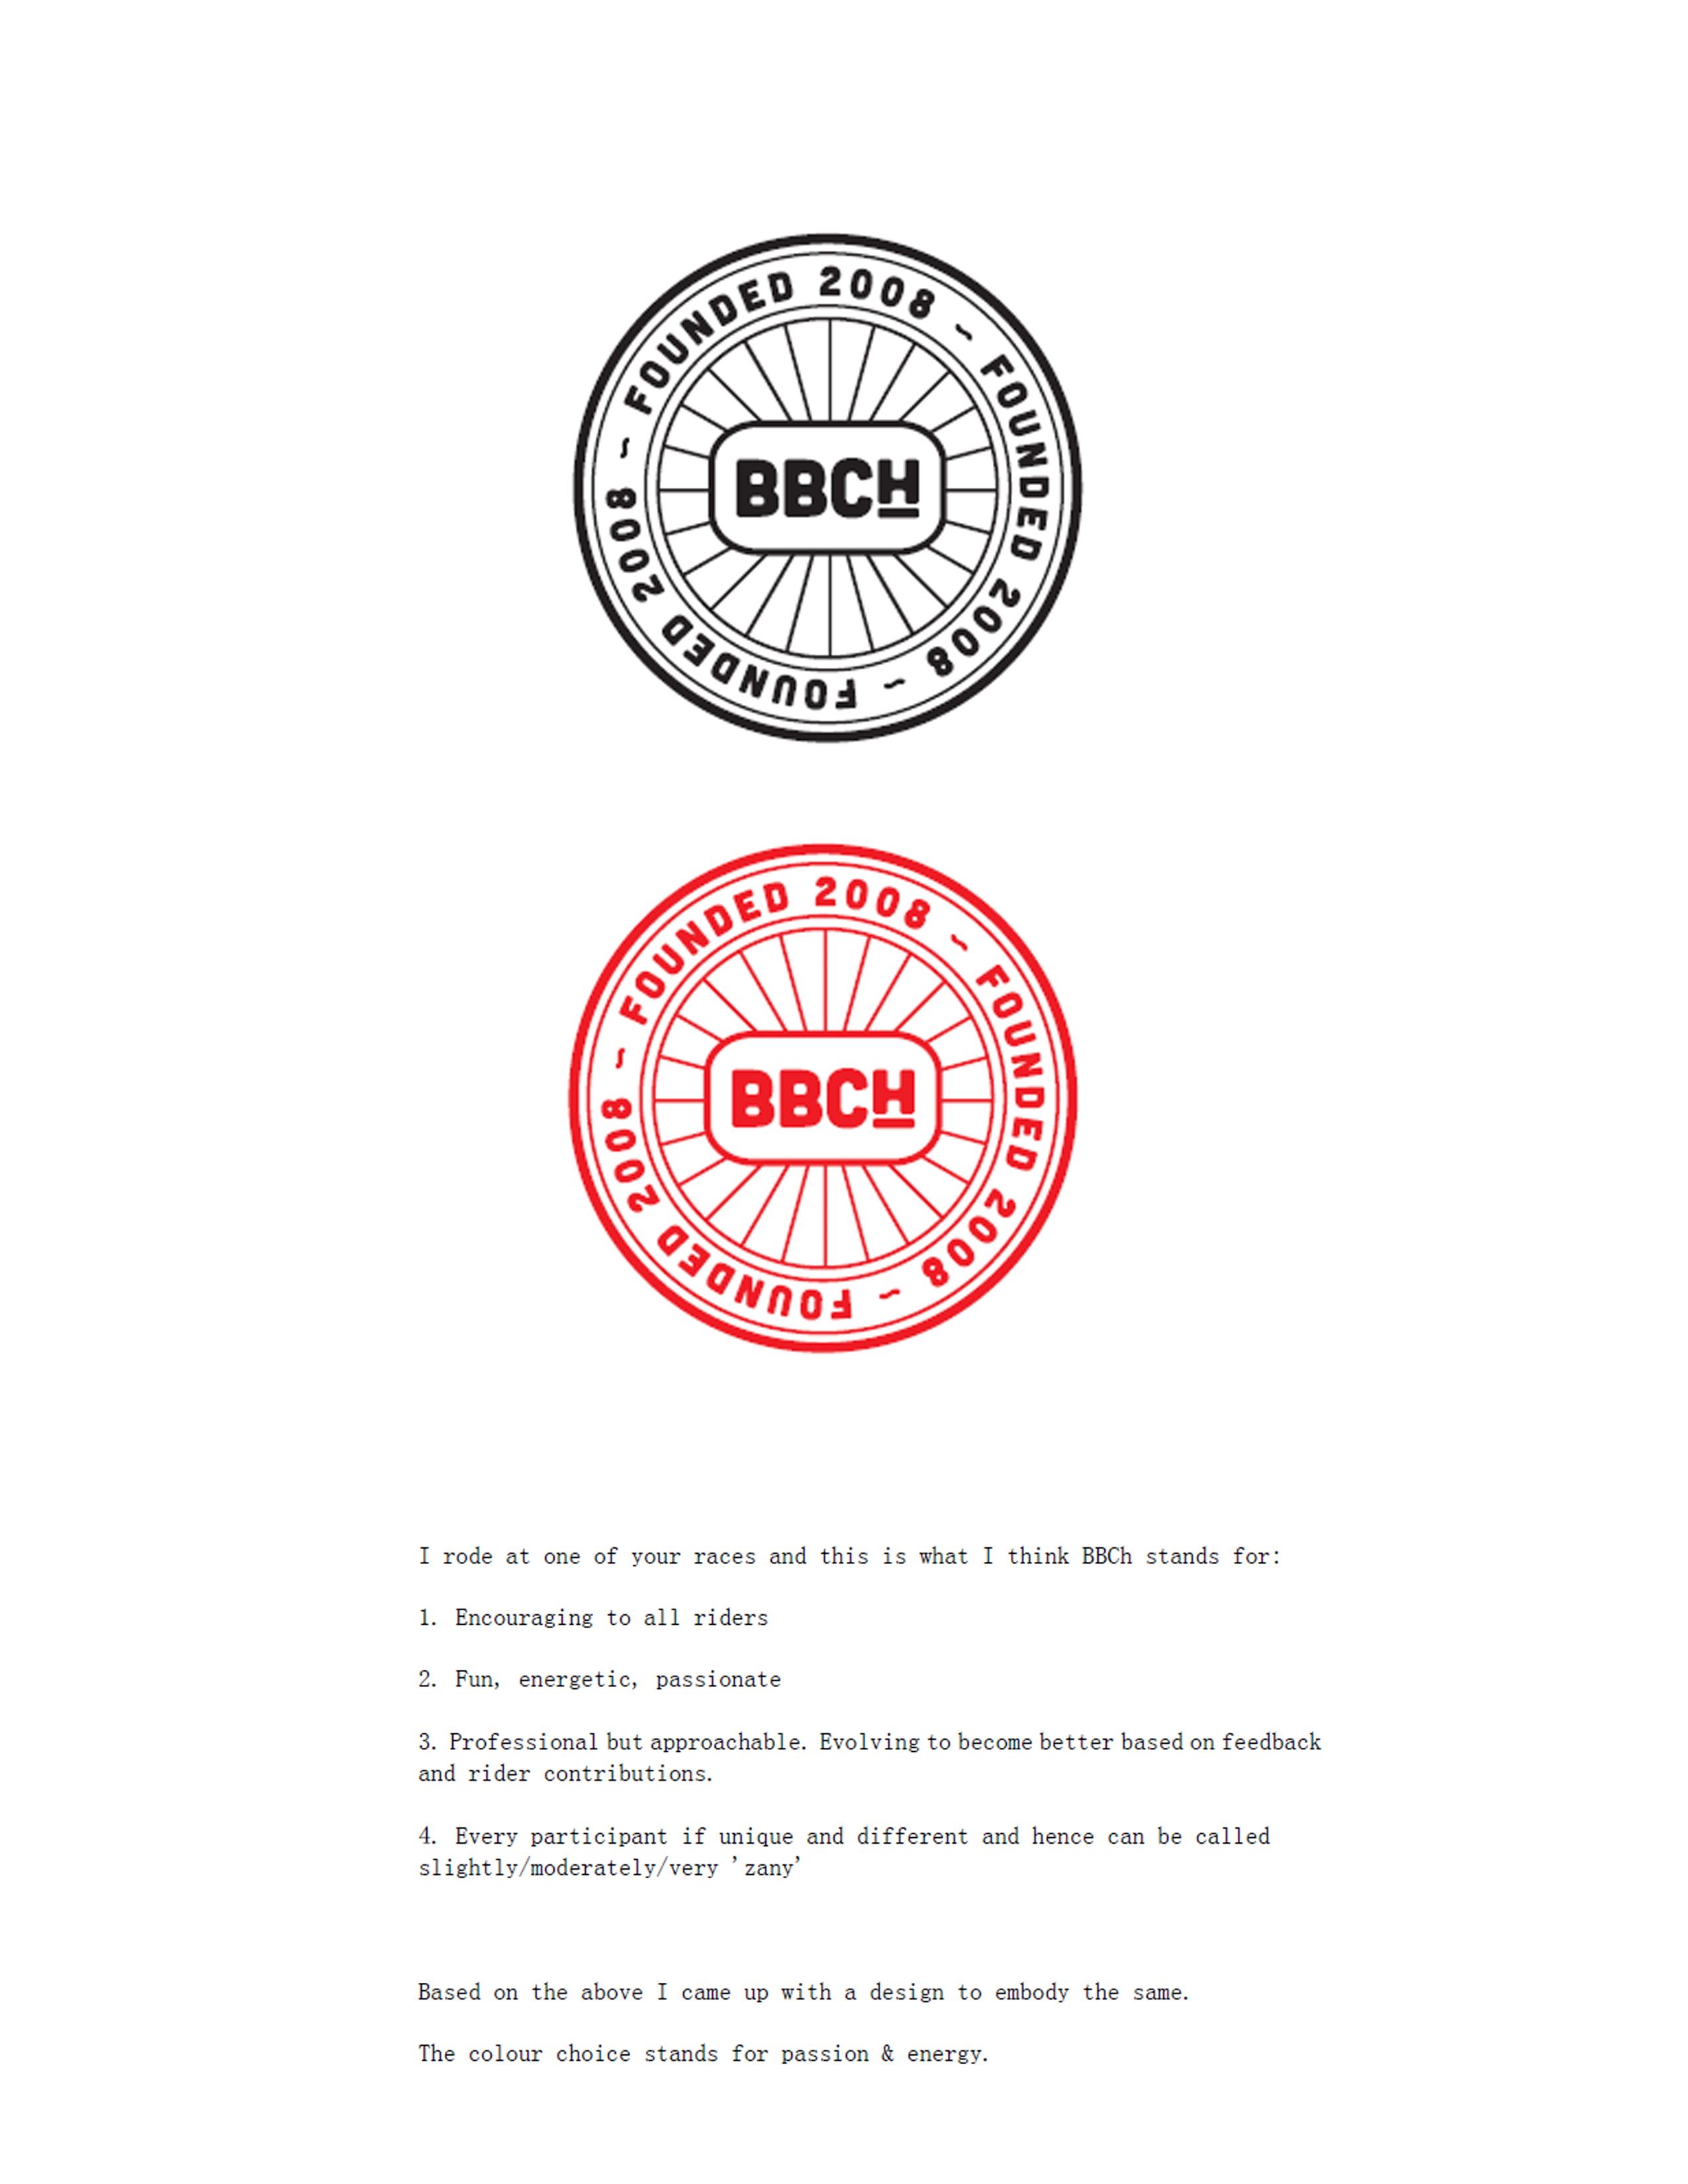 FOUNDED 2008 ~ FOUNDED 2008 ~ FOUNDED 2008 ~
BBCH
FOUNDED 2008 ~ FOUNDED 2008 ~ FOUNDED 2008 ~
BBCH
I rode at one of your races and this is what I think BBCh stands for:
1. Encouraging to all riders
2. Fun, energetic, passionate
3. Professional but approachable. Evolving to become better based on feedback
and rider contributions.
4. Every participant if unique and different and hence can be called
slightly/moderately/very 'zany'
Based on the above I came up with a design to embody the same.
The colour choice stands for passion & energy.